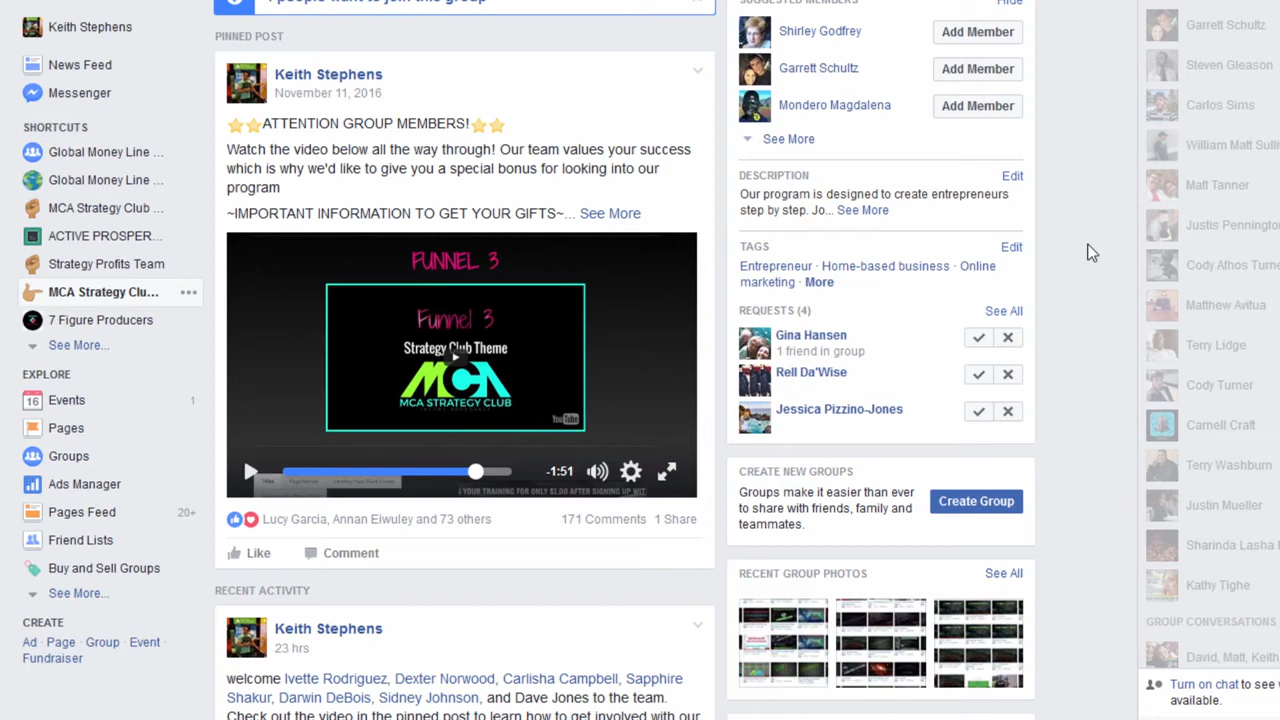 Keith Stephens
News Feed
Messenger
SHORTCUTS
Global Money Line ...
Global Money Line ...
MCA Strategy Club ...
ACTIVE PROSPER...
Strategy Profits Team
MCA Strategy Clu...
7 Figure Producers
See More...
EXPLORE
16 Events 1
Pages
Groups
Ads Manager
Pages Feed 20+
Friend Lists
Buy and Sell Groups
See More...
CREATE
Ad · Page · Group · Event ·
Fundraiser
people want to join this group
PINNED POST
Keith Stephens
November 11, 2016
⭐⭐ATTENTION GROUP MEMBERS!⭐⭐
Watch the video below all the way through! Our team values your success
which is why we'd like to give you a special bonus for looking into our
program
~IMPORTANT INFORMATION TO GET YOUR GIFTS~... See More
FUNNEL 3
Funnel 3
Strategy Club Theme
MCA
MCA STRATEGY CLUB
YouTube
-1:51
YOUR TRAINING FOR ONLY $1.00 AFTER SIGNING UP WIT
Lucy Garcia, Annan Eiwuley and 73 others 171 Comments 1 Share
Like Comment
RECENT ACTIVITY
Keith Stephens
23 hrs
welcome Ivette Rodriguez, Dexter Norwood, Carlisha Campbell, Sapphire
Shakur, Darwin DeBois, Sidney Johnson, and Dave Jones to the team.
Check out the video in the pinned post to learn how to get involved with our
SUGGESTED MEMBERS Hide
Shirley Godfrey Add Member
Garrett Schultz Add Member
Mondero Magdalena Add Member
See More
DESCRIPTION Edit
Our program is designed to create entrepreneurs
step by step. Jo... See More
TAGS Edit
Entrepreneur · Home-based business · Online
marketing · More
REQUESTS (4) See All
Gina Hansen
1 friend in group
Rell Da'Wise
Jessica Pizzino-Jones
CREATE NEW GROUPS
Groups make it easier than ever
to share with friends, family and
teammates.
Create Group
RECENT GROUP PHOTOS See All
Garrett Schultz
Steven Gleason
Carlos Sims
William Matt Sulli
Matt Tanner
Justis Pennington
Cody Athos Turne
Matthew Avitua
Terry Lidge
Cody Turner
Carnell Craft
Terry Washburn
Justin Mueller
Sharinda Lasha
Kathy Tighe
GROUP CONVERSATIONS
David, Matt, Keith
Turn on chat to see
available.